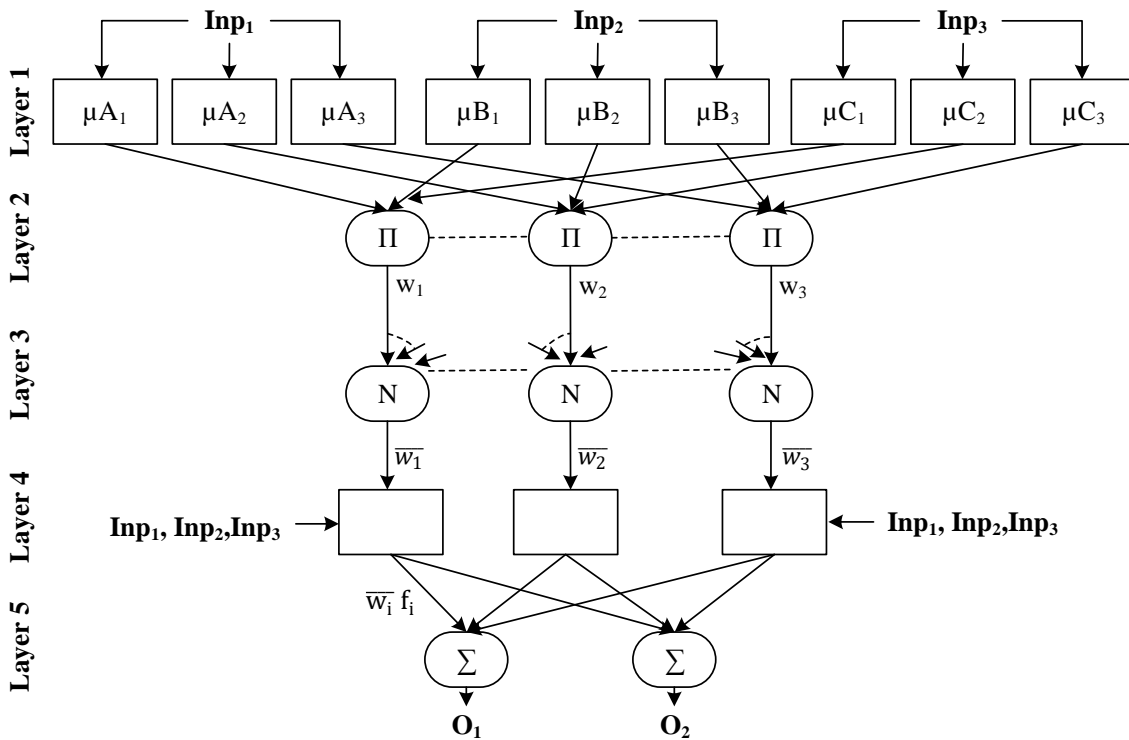 Inp₁ Inp₂ Inp₃
Layer 1
µA₁ µA₂ µA₃ µB₁ µB₂ µB₃ µC₁ µC₂ µC₃
Layer 2
Π Π Π
w₁ w₂ w₃
Layer 3
N N N
w̅₁̅ w̅₂̅ w̅₃̅
Layer 4
Inp₁, Inp₂,Inp₃ Inp₁, Inp₂,Inp₃
w̅ᵢ̅ fᵢ
Layer 5
∑ ∑
O₁ O₂